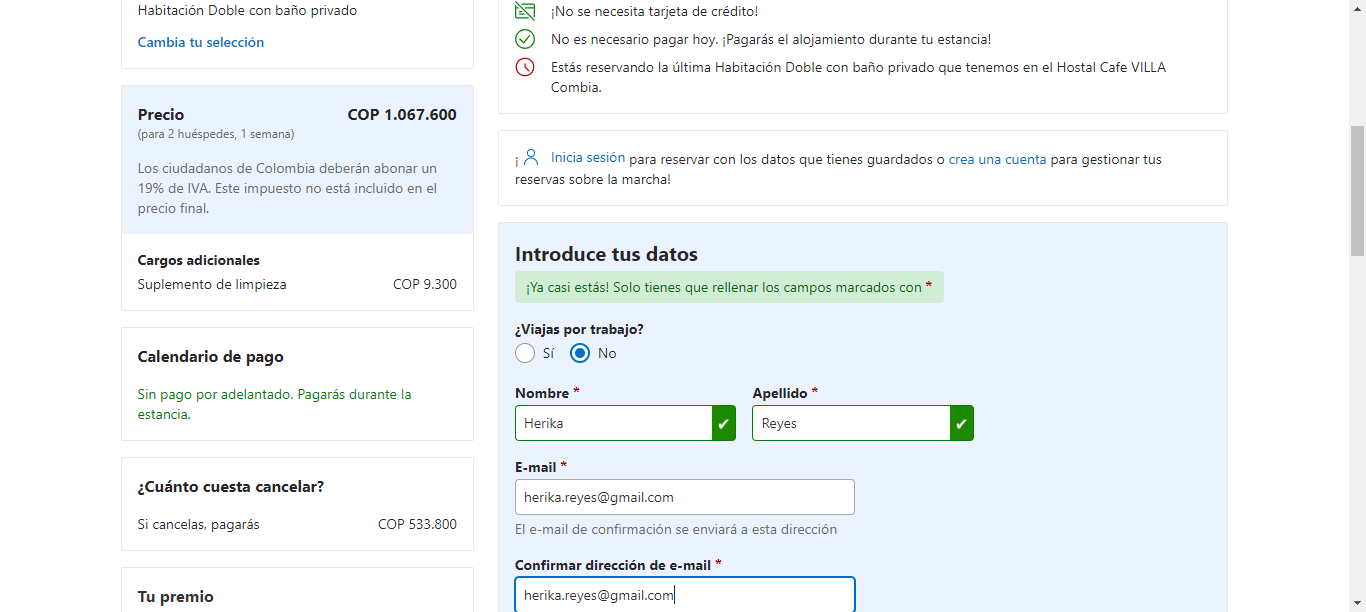 Habitación Doble con baño privado
Cambia tu selección
Precio COP 1.067.600
(para 2 huéspedes, 1 semana)
Los ciudadanos de Colombia deberán abonar un
19% de IVA. Este impuesto no está incluido en el
precio final.
Cargos adicionales
Suplemento de limpieza COP 9.300
Calendario de pago
Sin pago por adelantado. Pagarás durante la
estancia.
¿Cuánto cuesta cancelar?
Si cancelas, pagarás COP 533.800
Tu premio
¡No se necesita tarjeta de crédito!
No es necesario pagar hoy. ¡Pagarás el alojamiento durante tu estancia!
Estás reservando la última Habitación Doble con baño privado que tenemos en el Hostal Cafe VILLA
Combia.
¡ Inicia sesión para reservar con los datos que tienes guardados o crea una cuenta para gestionar tus
reservas sobre la marcha!
Introduce tus datos
¡Ya casi estás! Solo tienes que rellenar los campos marcados con *
¿Viajas por trabajo?
Sí No
Nombre * Apellido *
Herika Reyes
E-mail *
herika.reyes@gmail.com
El e-mail de confirmación se enviará a esta dirección
Confirmar dirección de e-mail *
herika.reyes@gmail.com